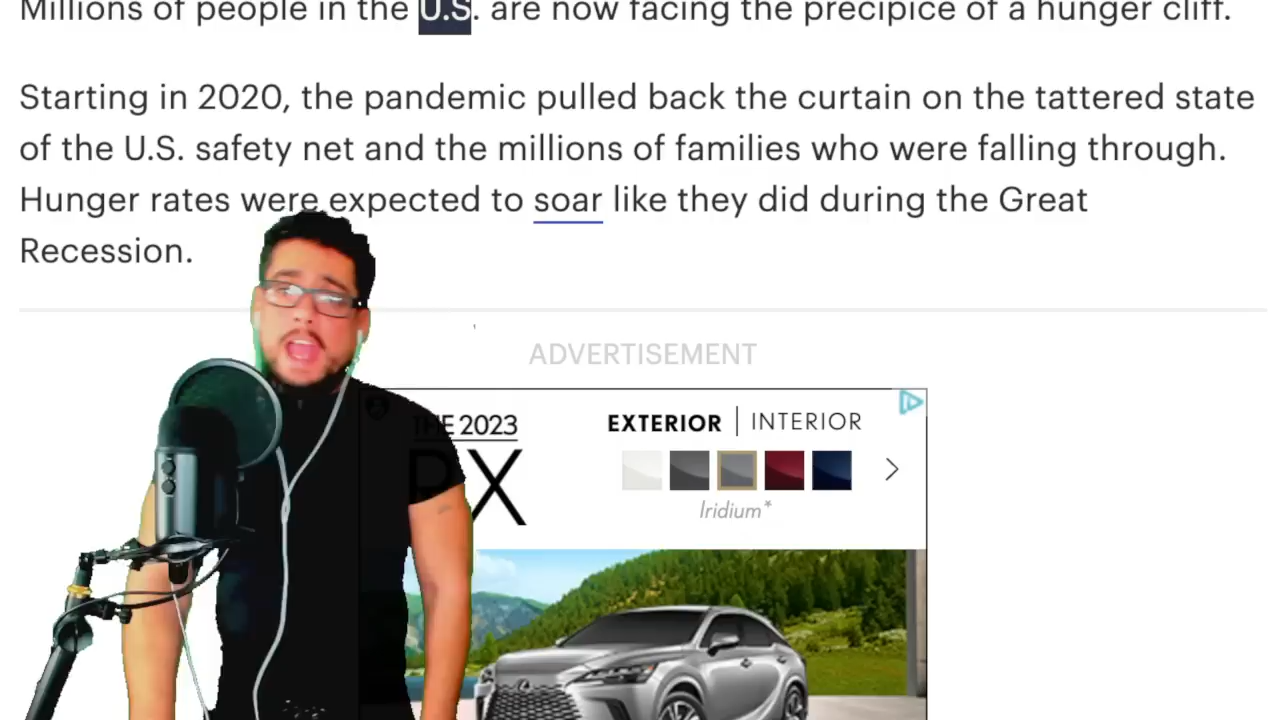 Millions of people in the U.S. are now facing the precipice of a hunger cliff.
Starting in 2020, the pandemic pulled back the curtain on the tattered state
of the U.S. safety net and the millions of families who were falling through.
Hunger rates were expected to soar like they did during the Great
Recession.
ADVERTISEMENT
THE 2023
RX
EXTERIOR | INTERIOR
Iridium*